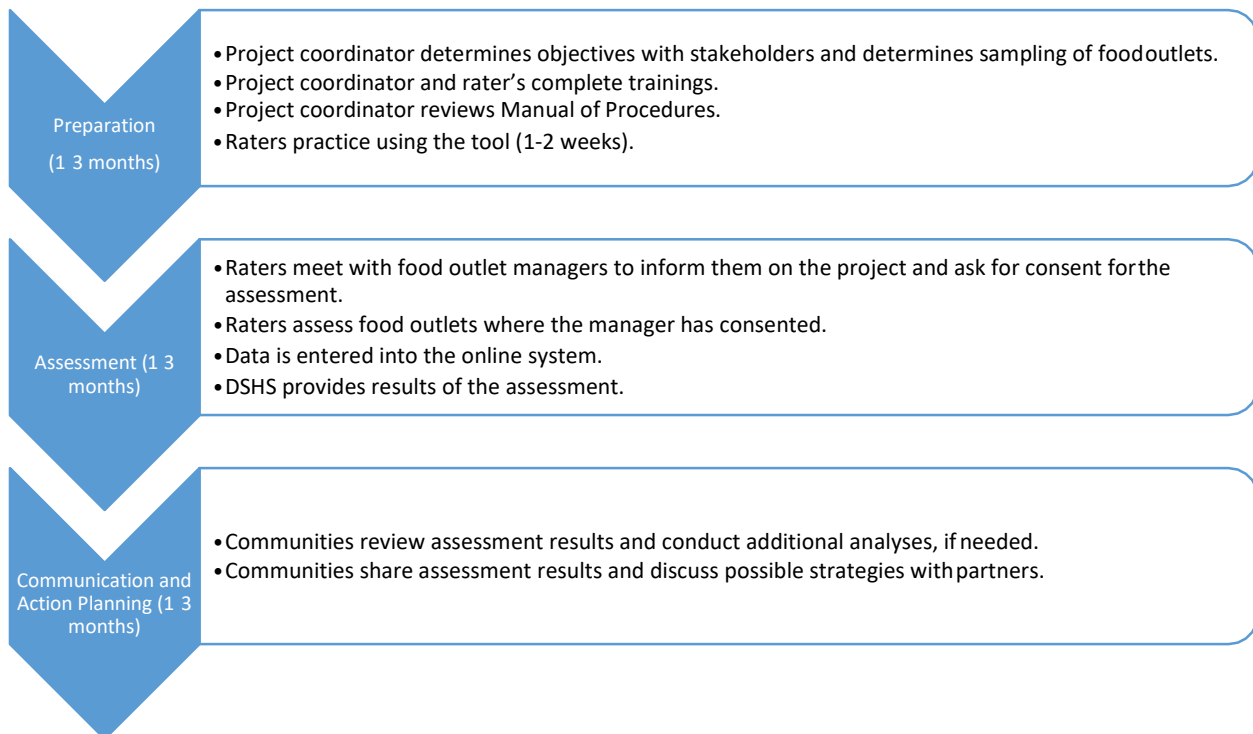 Preparation
(1 3 months)
•Project coordinator determines objectives with stakeholders and determines sampling of foodoutlets.
•Project coordinator and rater's complete trainings.
•Project coordinator reviews Manual of Procedures.
•Raters practice using the tool (1-2 weeks).
Assessment (1 3
months)
•Raters meet with food outlet managers to inform them on the project and ask for consent forthe
assessment.
•Raters assess food outlets where the manager has consented.
•Data is entered into the online system.
•DSHS provides results of the assessment.
Communication and
Action Planning (1 3
months)
•Communities review assessment results and conduct additional analyses, if needed.
•Communities share assessment results and discuss possible strategies withpartners.